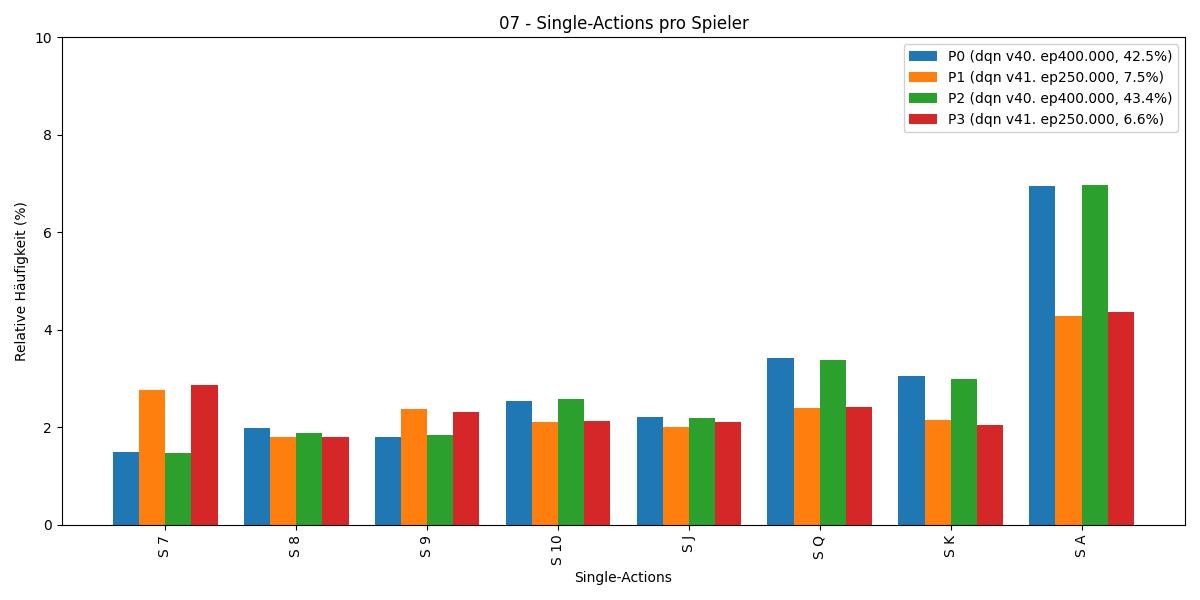 07 - Single-Actions pro Spieler
P0 (dqn v40. ep400.000, 42.5%)
P1 (dqn v41. ep250.000, 7.5%)
P2 (dqn v40. ep400.000, 43.4%)
P3 (dqn v41. ep250.000, 6.6%)
Relative Häufigkeit (%)
10
8
6
4
2
0
S 7
S 8
S 9
S 10
S J
S Q
S K
S A
Single-Actions